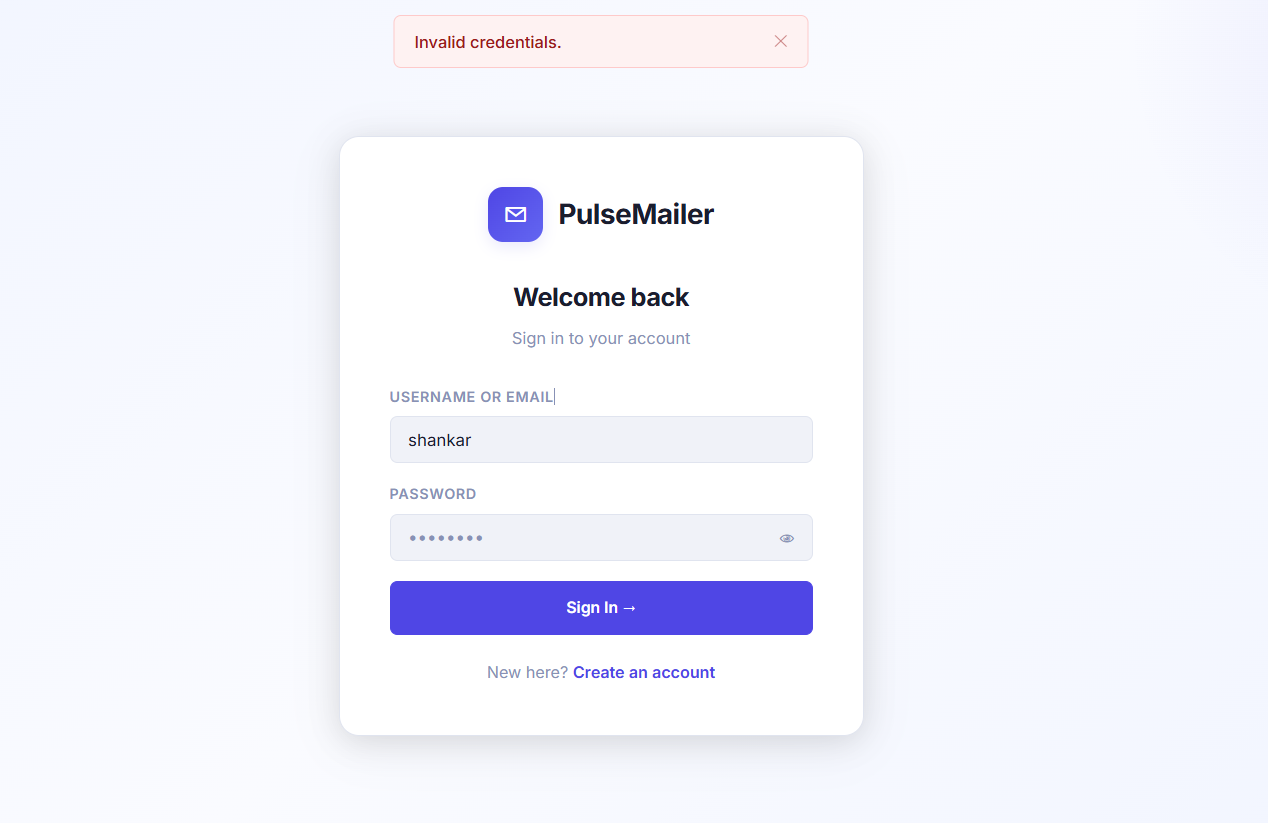 Invalid credentials.
PulseMailer
Welcome back
Sign in to your account
USERNAME OR EMAIL
shankar
PASSWORD
••••••••
Sign In →
New here? Create an account